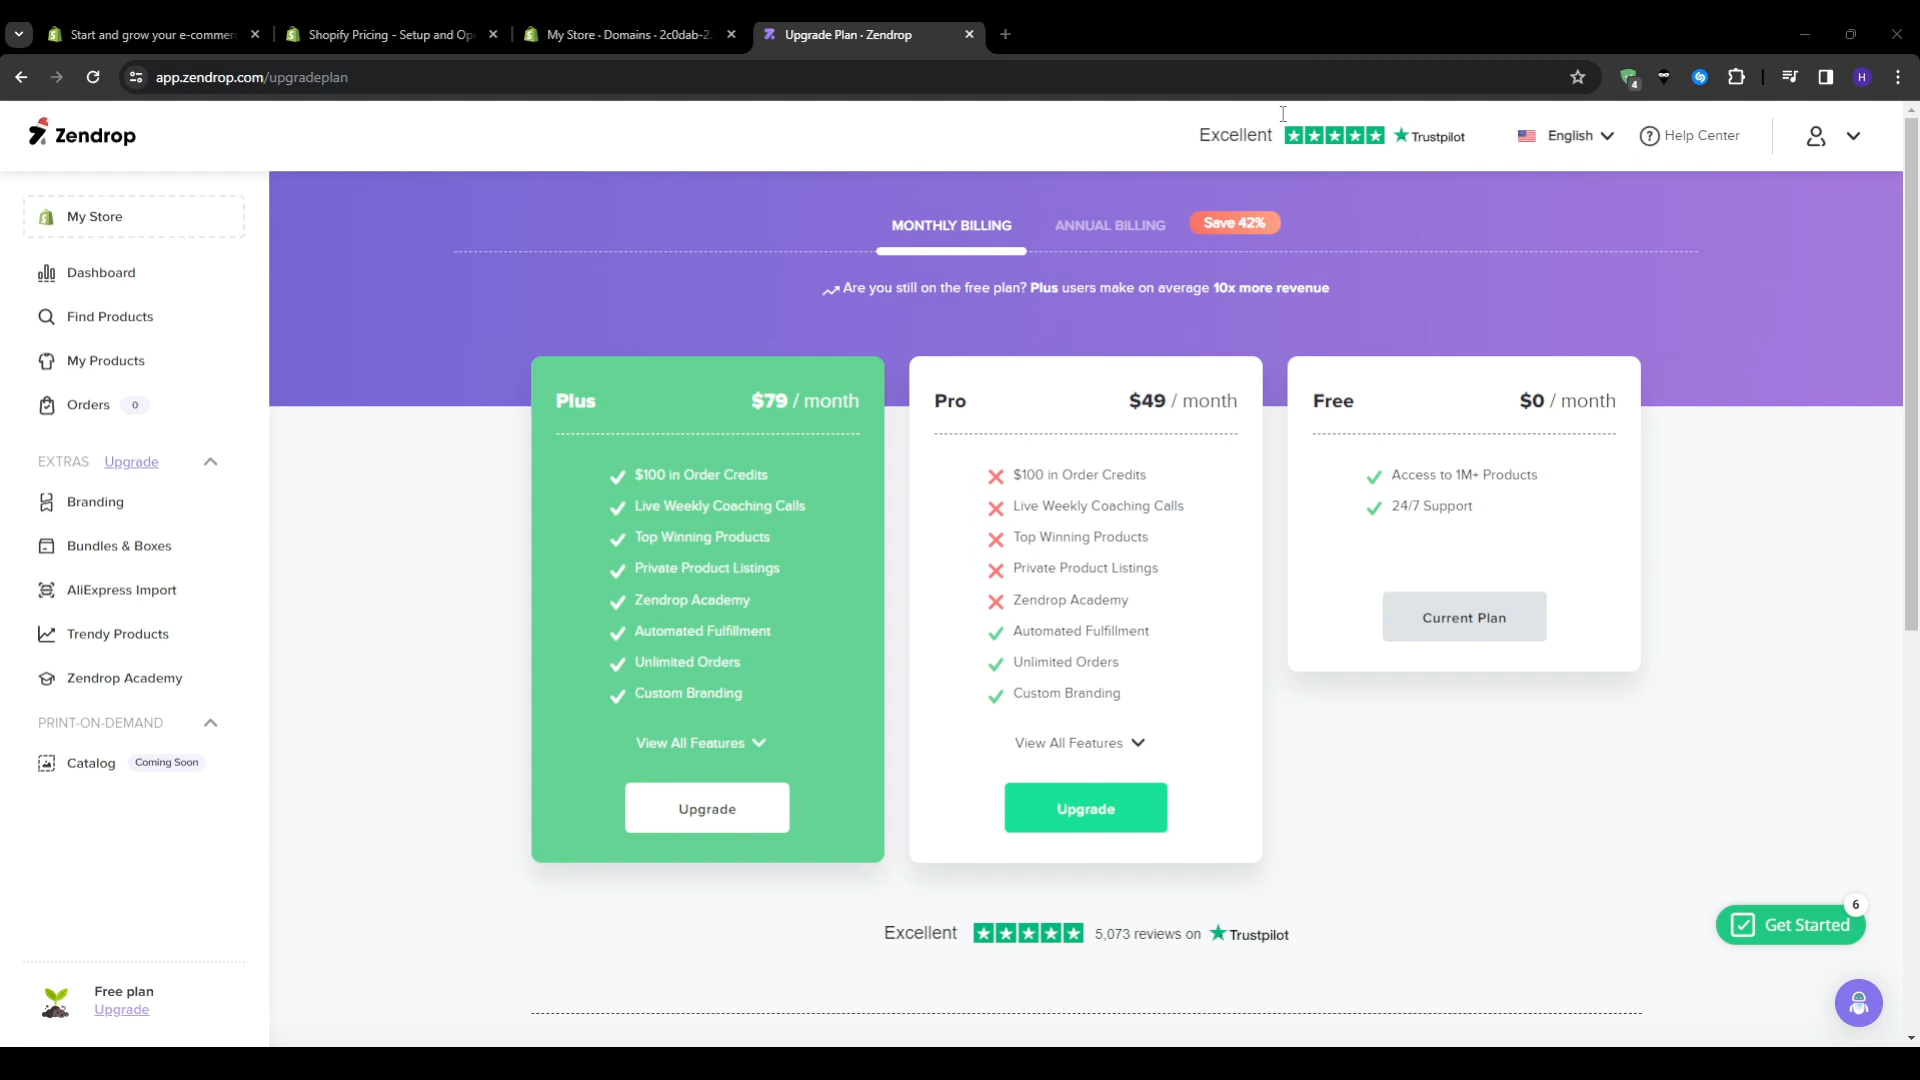 Start and grow your e-commer
Shopify Pricing - Setup and Op
My Store · Domains · 2c0dab-2
Upgrade Plan - Zendrop
app.zendrop.com/upgradeplan
4
H
Zendrop
Excellent
Trustpilot
English
? Help Center
My Store
Dashboard
Find Products
My Products
Orders 0
EXTRAS Upgrade
Branding
Bundles & Boxes
AliExpress Import
Trendy Products
Zendrop Academy
PRINT-ON-DEMAND
Catalog Coming Soon
Free plan
Upgrade
MONTHLY BILLING
ANNUAL BILLING
Save 42%
Are you still on the free plan? Plus users make on average 10x more revenue
Plus $79 / month
$100 in Order Credits
Live Weekly Coaching Calls
Top Winning Products
Private Product Listings
Zendrop Academy
Automated Fulfillment
Unlimited Orders
Custom Branding
View All Features
Upgrade
Pro $49 / month
$100 in Order Credits
Live Weekly Coaching Calls
Top Winning Products
Private Product Listings
Zendrop Academy
Automated Fulfillment
Unlimited Orders
Custom Branding
View All Features
Upgrade
Free $0 / month
Access to 1M+ Products
24/7 Support
Current Plan
Excellent 5,073 reviews on Trustpilot
6
Get Started